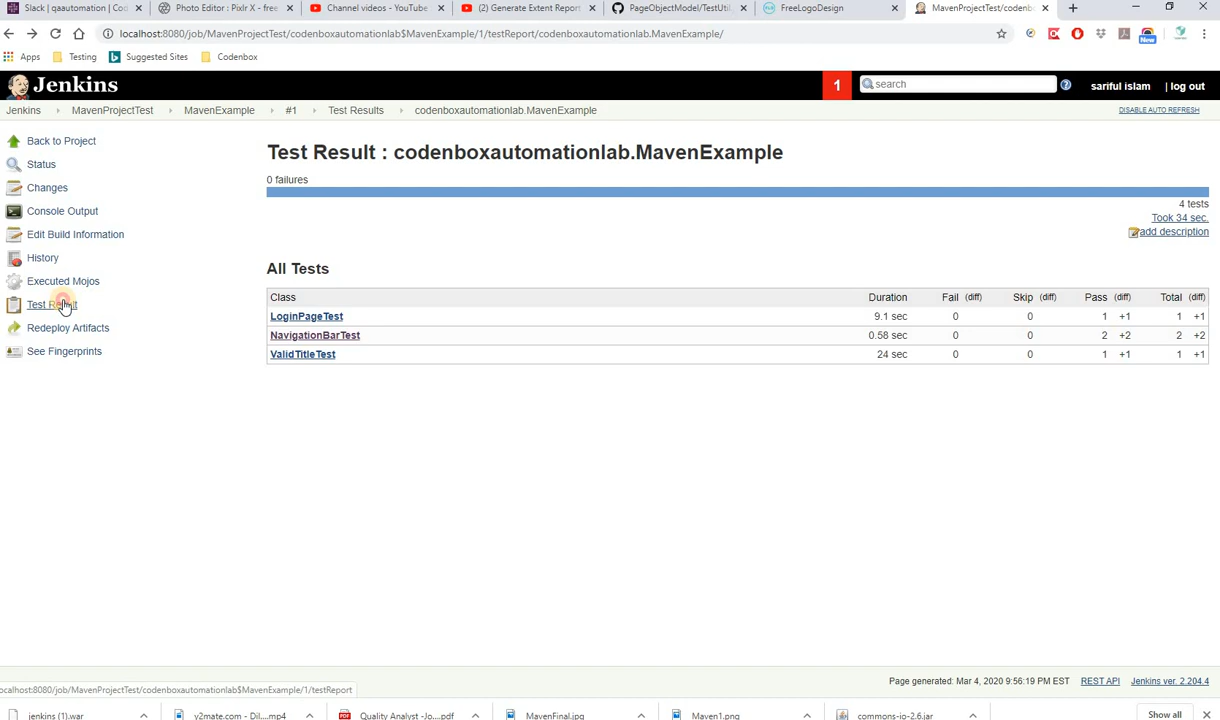 Slack | qaautomation | Cod
Photo Editor : Pixlr X - free
Channel videos - YouTube
(2) Generate Extent Report
PageObjectModel/TestUtil
FreeLogoDesign
MavenProjectTest/codenb
localhost:8080/job/MavenProjectTest/codenboxautomationlab$MavenExample/1/testReport/codenboxautomationlab.MavenExample/
New
Apps
Testing
Suggested Sites
Codenbox
Jenkins
1
search
sariful islam
| log out
Jenkins
MavenProjectTest
MavenExample
#1
Test Results
codenboxautomationlab.MavenExample
DISABLE AUTO REFRESH
Back to Project
Status
Changes
Console Output
Edit Build Information
History
Executed Mojos
Test Result
Redeploy Artifacts
See Fingerprints
Test Result : codenboxautomationlab.MavenExample
0 failures
4 tests
Took 34 sec.
add description
All Tests
Class Duration Fail (diff) Skip (diff) Pass (diff) Total (diff)
LoginPageTest 9.1 sec 0 0 1 +1 1 +1
NavigationBarTest 0.58 sec 0 0 2 +2 2 +2
ValidTitleTest 24 sec 0 0 1 +1 1 +1
Page generated: Mar 4, 2020 9:56:19 PM EST
REST API
Jenkins ver. 2.204.4
ocalhost:8080/job/MavenProjectTest/codenboxautomationlab$MavenExample/1/testReport
jenkins (1).war
y2mate.com - Dil....mp4
Quality Analyst -Jo....pdf
MavenFinal.jpg
Maven1.png
commons-io-2.6.jar
Show all